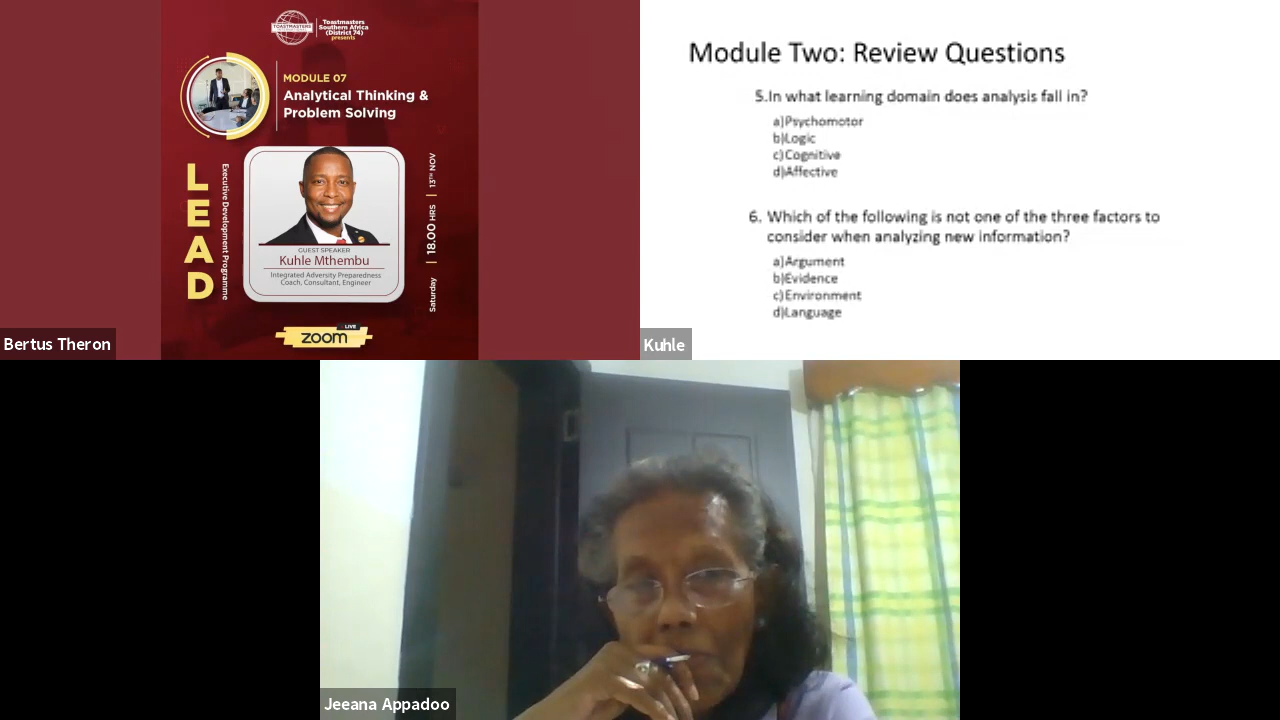 TOASTMASTERS
INTERNATIONAL
Toastmasters
Southern Africa
(District 74)
presents
MODULE 07
Analytical Thinking &
Problem Solving
LEAD
Executive Development Programme
GUEST SPEAKER
Kuhle Mthembu
Integrated Adversity Preparedness
Coach, Consultant, Engineer
Saturday | 18.00 HRS | 13TH NOV
LIVE
zoom
Bertus Theron
Module Two: Review Questions
5.In what learning domain does analysis fall in?
a)Psychomotor
b)Logic
c)Cognitive
d)Affective
6. Which of the following is not one of the three factors to
consider when analyzing new information?
a)Argument
b)Evidence
c)Environment
d)Language
Kuhle
Jeeana Appadoo